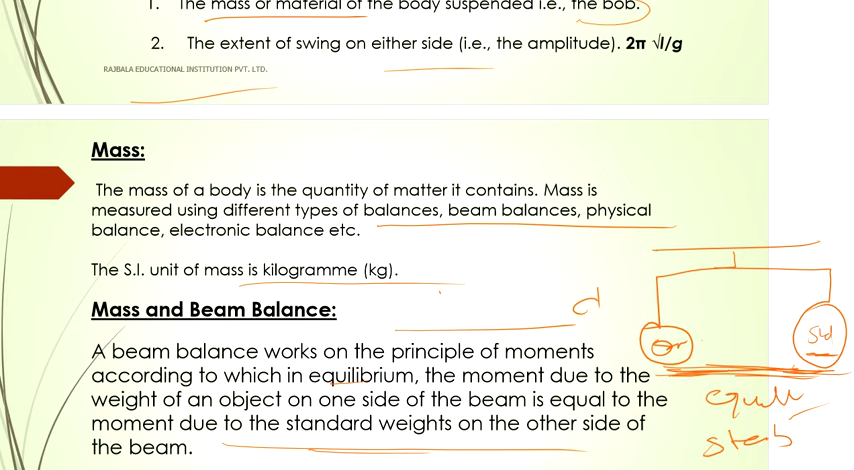 1. The mass or material of the body suspended i.e., the bob.
2. The extent of swing on either side (i.e., the amplitude). 2π √l/g
RAJBALA EDUCATIONAL INSTITUTION PVT. LTD.
Mass:
The mass of a body is the quantity of matter it contains. Mass is
measured using different types of balances, beam balances, physical
balance, electronic balance etc.
The S.I. unit of mass is kilogramme (kg).
Mass and Beam Balance:
A beam balance works on the principle of moments
according to which in equilibrium, the moment due to the
weight of an object on one side of the beam is equal to the
moment due to the standard weights on the other side of
the beam.
Std